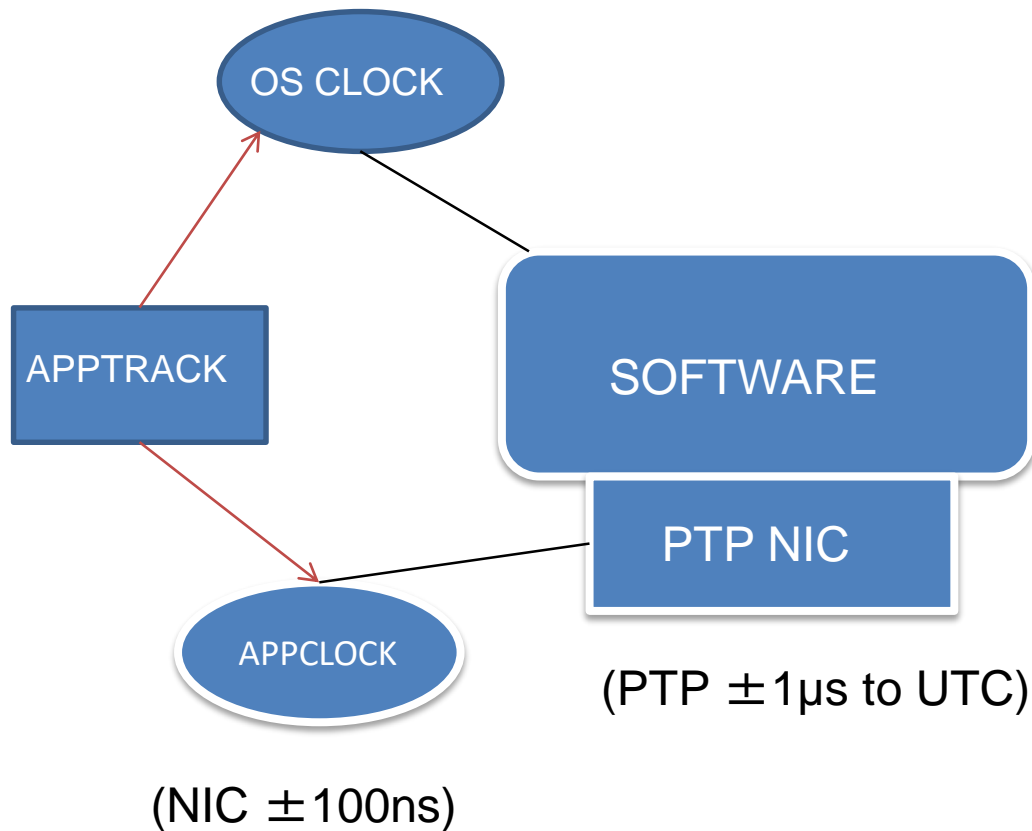 OS CLOCK
APPTRACK
SOFTWARE
PTP NIC
APPCLOCK
(PTP ±1µs to UTC)
(NIC ±100ns)